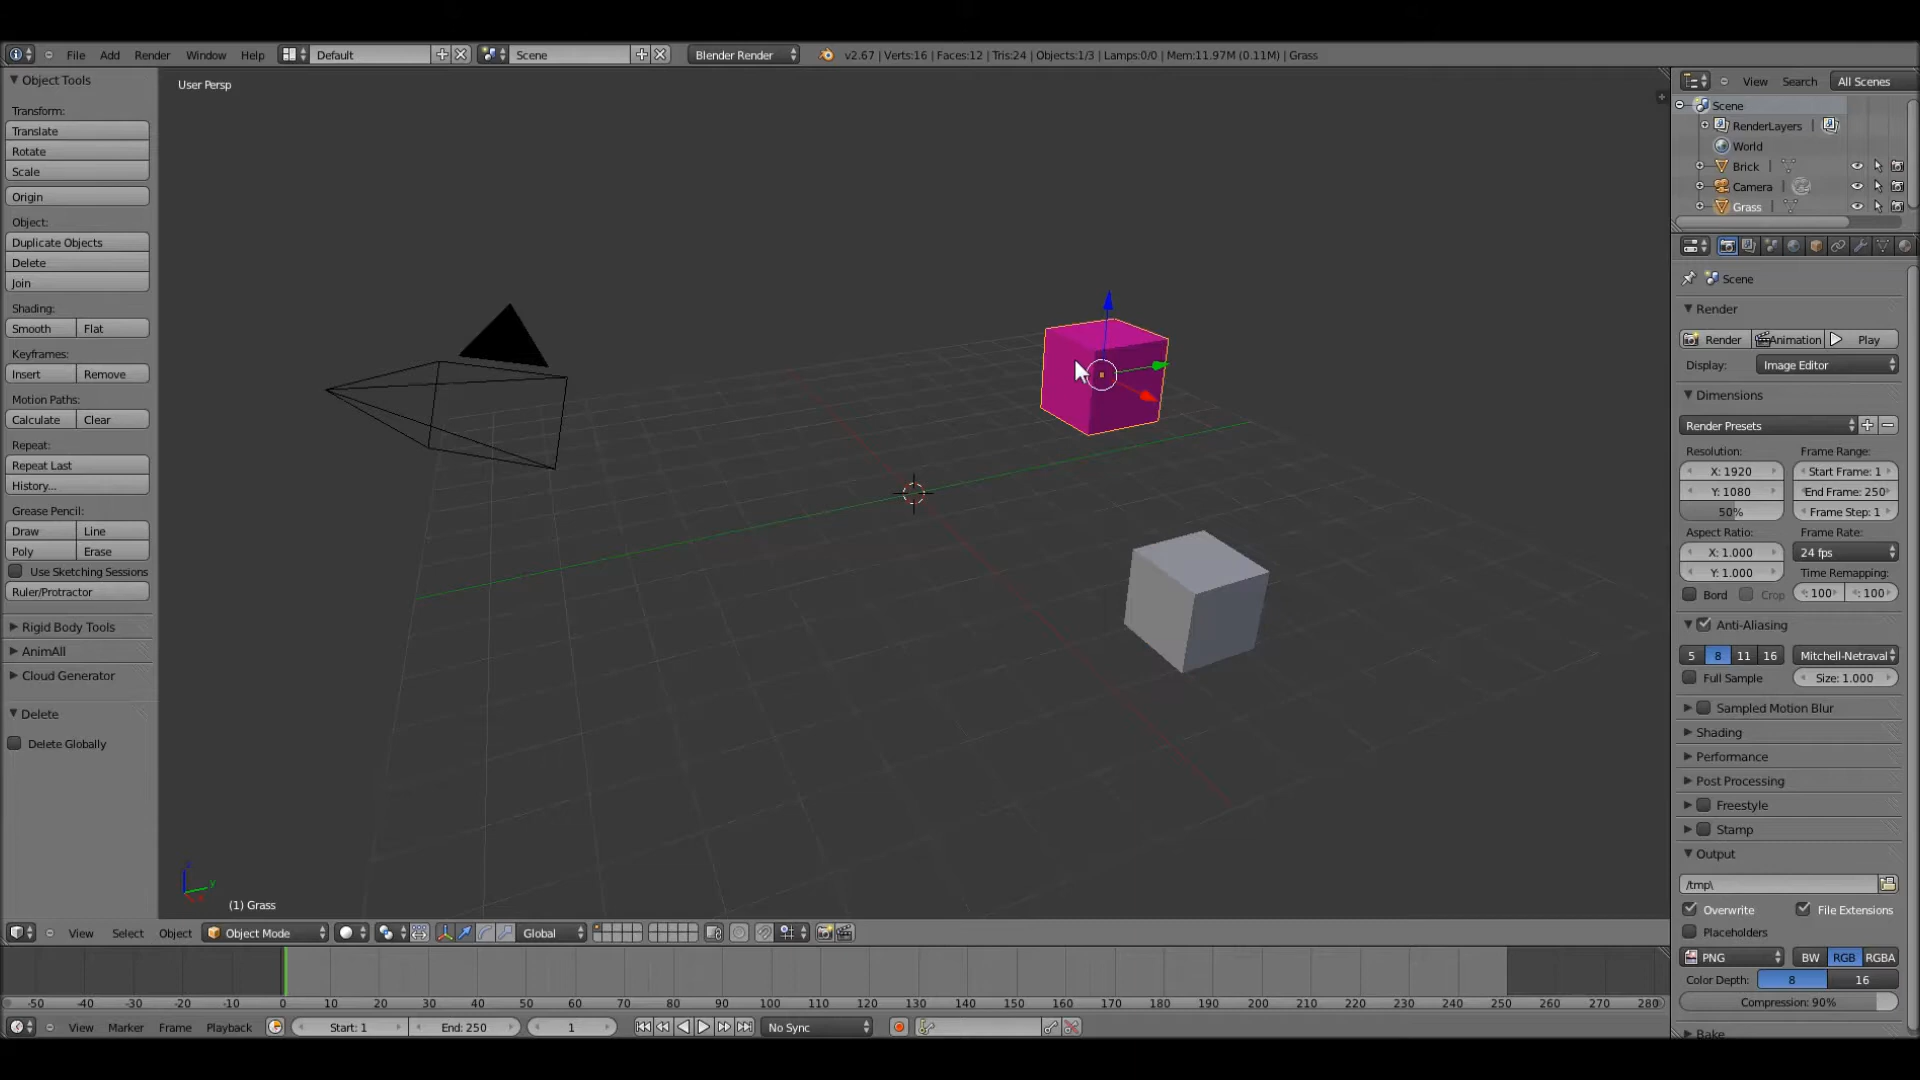 File Add Render Window Help Default Scene Blender Render v2.67 | Verts:16 | Faces:12 | Tris:24 | Objects:1/3 | Lamps:0/0 | Mem:11.97M (0.11M) | Grass
Object Tools
Transform:
Translate
Rotate
Scale
Origin
Object:
Duplicate Objects
Delete
Join
Shading:
Smooth Flat
Keyframes:
Insert Remove
Motion Paths:
Calculate Clear
Repeat:
Repeat Last
History...
Grease Pencil:
Draw Line
Poly Erase
Use Sketching Sessions
Ruler/Protractor
Rigid Body Tools
AnimAll
Cloud Generator
Delete
Delete Globally
User Persp
z
y
x
(1) Grass
View Select Object Object Mode Global
-50 -40 -30 -20 -10 0 10 20 30 40 50 60 70 80 90 100 110 120 130 140 150 160 170 180 190 200 210 220 230 240 250 260 270 280
View Marker Frame Playback Start: 1 End: 250 1 No Sync
View Search All Scenes
Scene
RenderLayers |
World
Brick |
Camera |
Grass |
Scene
Render
Render Animation Play
Display: Image Editor
Dimensions
Render Presets
Resolution: Frame Range:
X: 1920 Start Frame: 1
Y: 1080 End Frame: 250
50% Frame Step: 1
Aspect Ratio: Frame Rate:
X: 1.000 24 fps
Y: 1.000 Time Remapping:
Bord Crop : 100 : 100
Anti-Aliasing
5 8 11 16 Mitchell-Netraval
Full Sample Size: 1.000
Sampled Motion Blur
Shading
Performance
Post Processing
Freestyle
Stamp
Output
/tmp\
Overwrite File Extensions
Placeholders
PNG BW RGB RGBA
Color Depth: 8 16
Compression: 90%
Bake